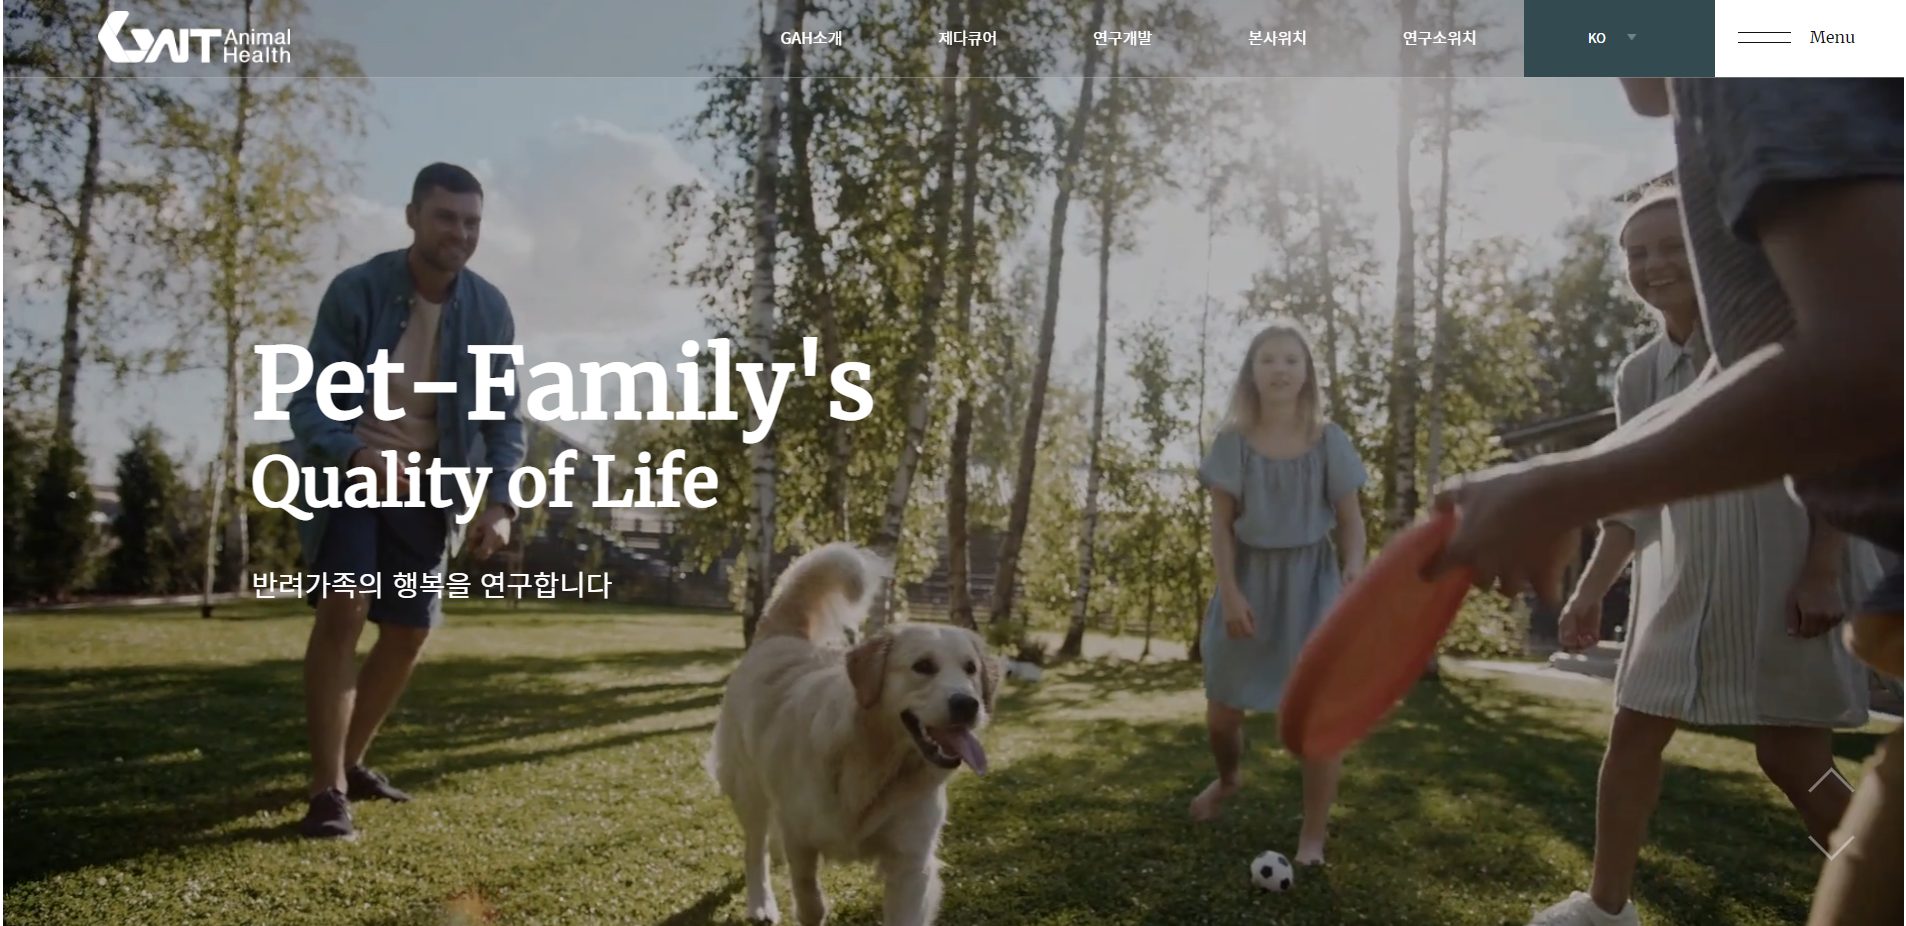 GNT Animal Health
GAH소개 제다큐어 연구개발 본사위치 연구소위치 KO Menu
Pet-Family's
Quality of Life
반려가족의 행복을 연구합니다